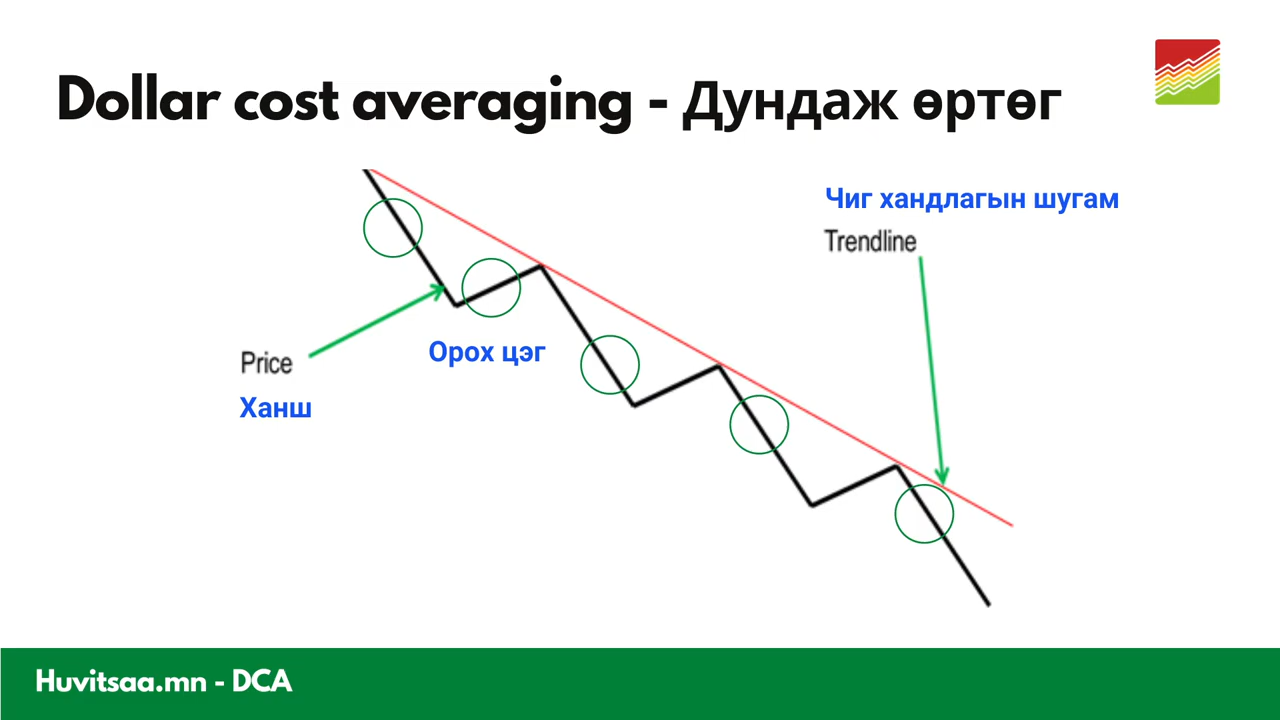 Dollar cost averaging - Дундаж өртөг
Чиг хандлагын шугам
Trendline
Орох цэг
Price
Ханш
Huvitsaa.mn - DCA